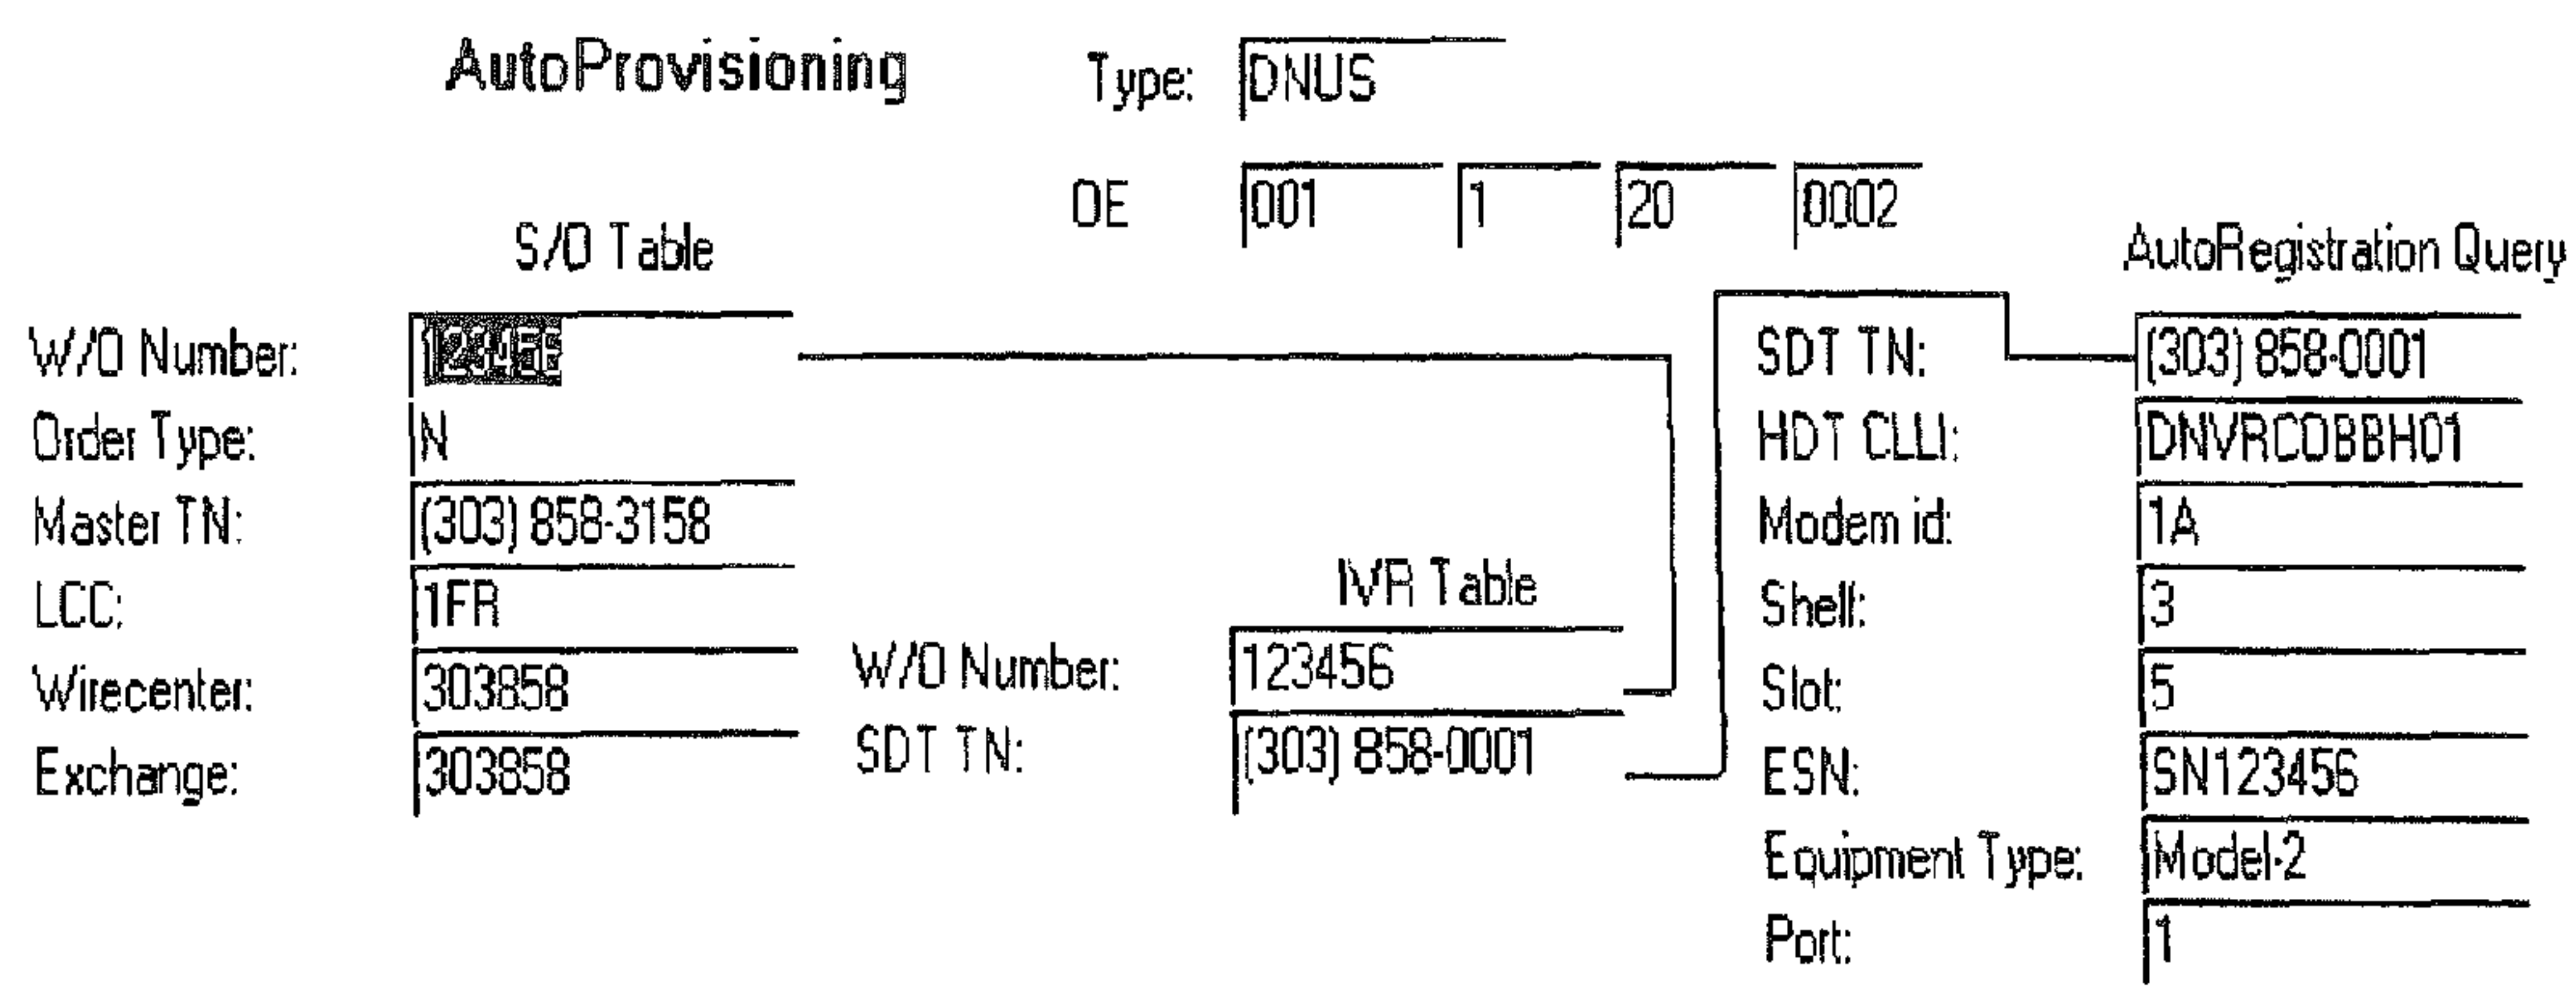 AutoProvisioning Type: DNUS
OE 001 1 20 0002
S/O Table
AutoRegistration Query
W/O Number: 123456
SDT TN: (303) 858-0001
Order Type: N
HDT CLLI: DNVRCOBBH01
Master TN: (303) 858-3158
Modem id: 1A
IVR Table
LCC: 1FR
Shelf: 3
Wirecenter: 303858
W/O Number: 123456
Slot: 5
Exchange: 303858
SDT TN: (303) 858-0001
ESN: SN123456
Equipment Type: Model-2
Port: 1